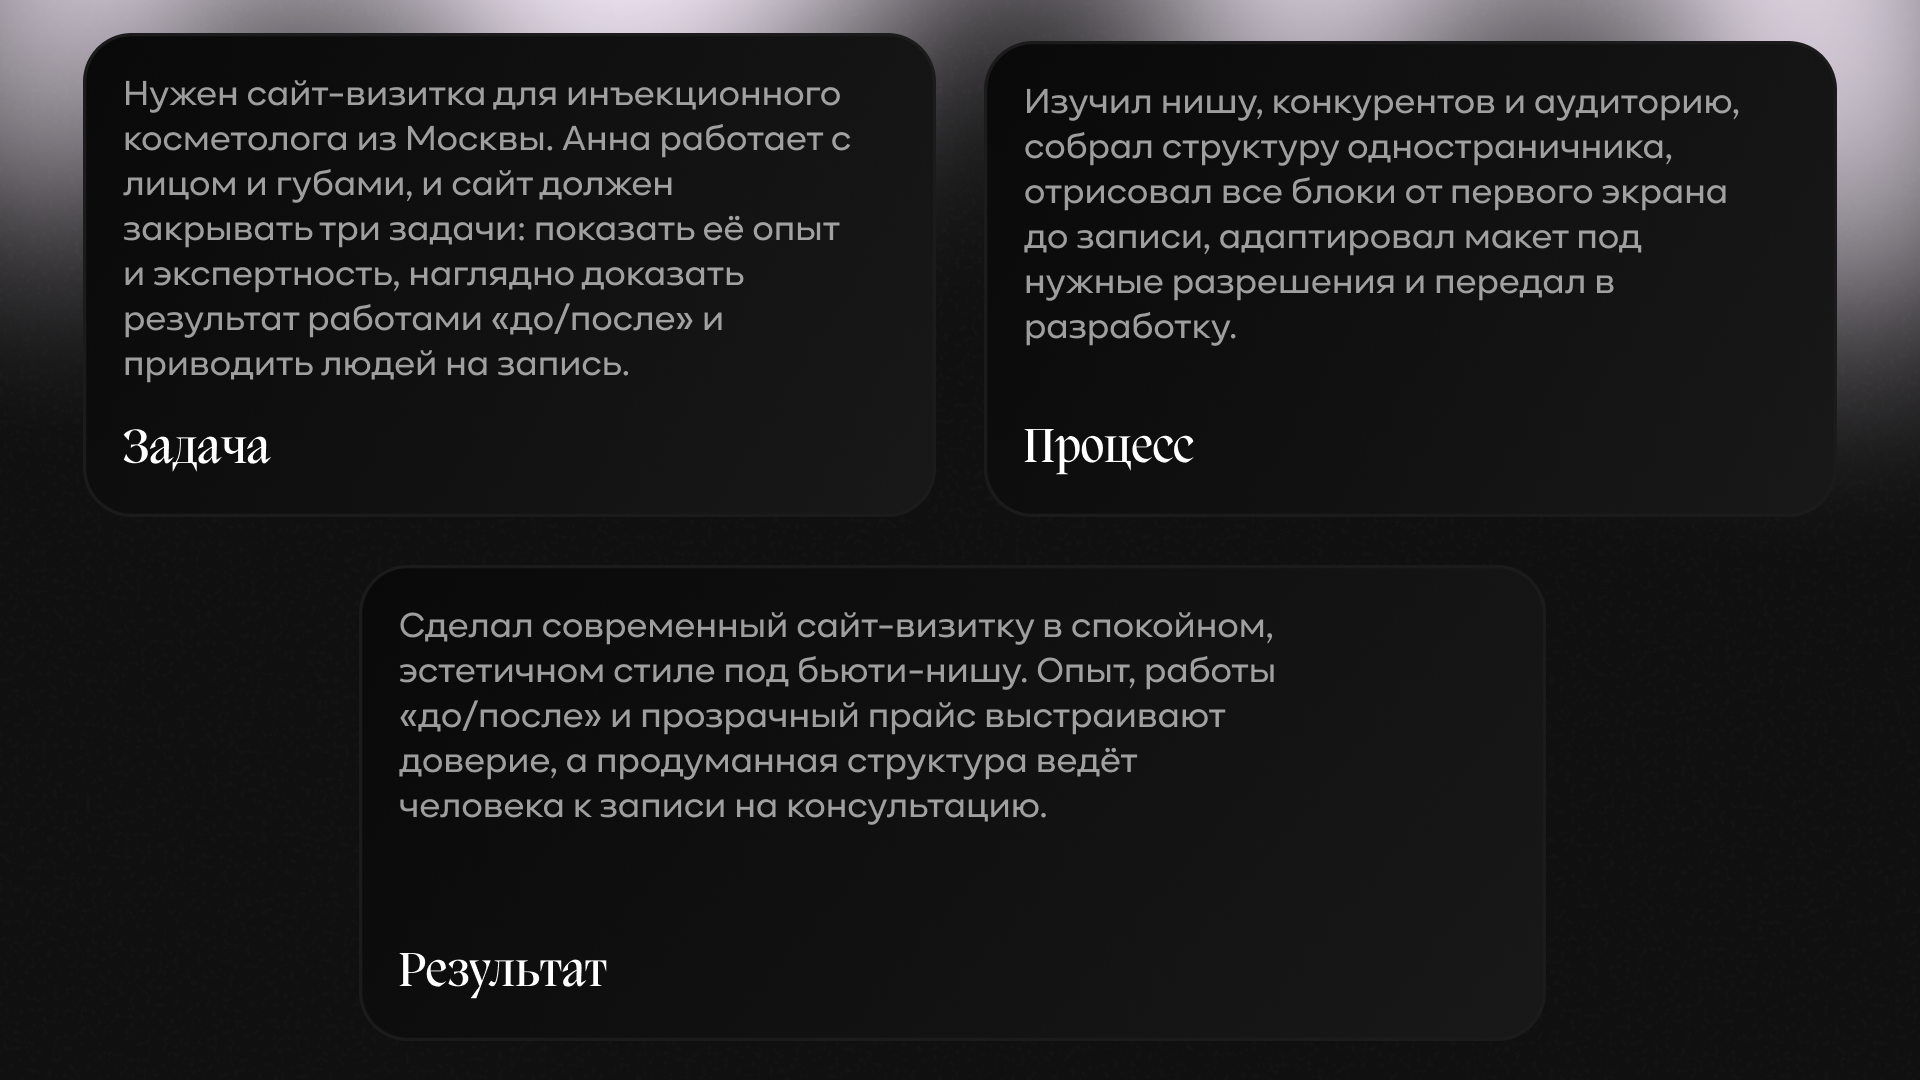 Нужен сайт-визитка для инъекционного
косметолога из Москвы. Анна работает с
лицом и губами, и сайт должен
закрывать три задачи: показать её опыт
и экспертность, наглядно доказать
результат работами «до/после» и
приводить людей на запись.
Задача
Изучил нишу, конкурентов и аудиторию,
собрал структуру одностраничника,
отрисовал все блоки от первого экрана
до записи, адаптировал макет под
нужные разрешения и передал в
разработку.
Процесс
Сделал современный сайт-визитку в спокойном,
эстетичном стиле под бьюти-нишу. Опыт, работы
«до/после» и прозрачный прайс выстраивают
доверие, а продуманная структура ведёт
человека к записи на консультацию.
Результат